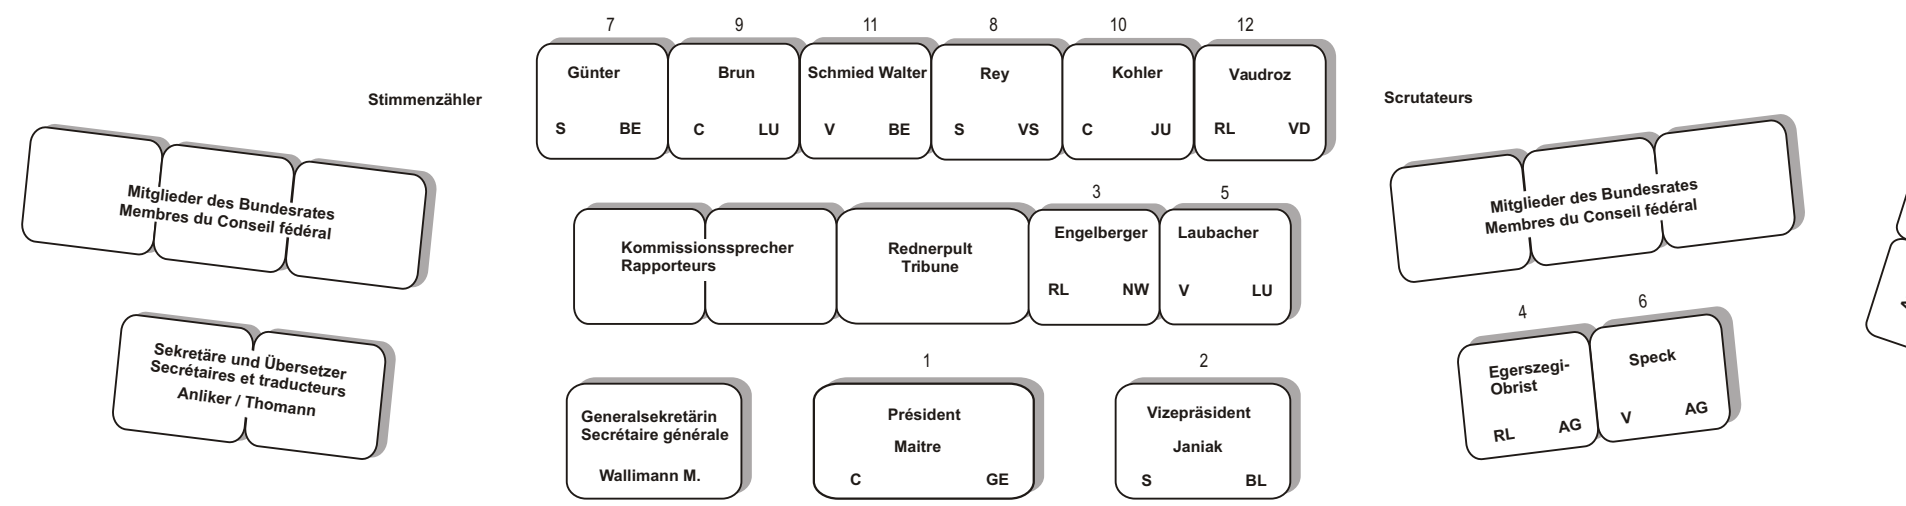 7 9 11 8 10 12
Günter Brun Schmied Walter Rey Kohler Vaudroz
Stimmenzähler
Scrutateurs
S BE C LU V BE S VS C JU RL VD
Mitglieder des Bundesrates
Membres du Conseil fédéral
Mitglieder des Bundesrates
Membres du Conseil fédéral
3 5
Kommissionssprecher
Rapporteurs
Rednerpult
Tribune
Engelberger Laubacher
RL NW V LU
4 6
Egerszegi-
Obrist
Speck
RL AG V AG
Sekretäre und Übersetzer
Secrétaires et traducteurs
Anliker / Thomann
1 2
Generalsekretärin
Secrétaire générale
Wallimann M.
Président
Maitre
C GE
Vizepräsident
Janiak
S BL